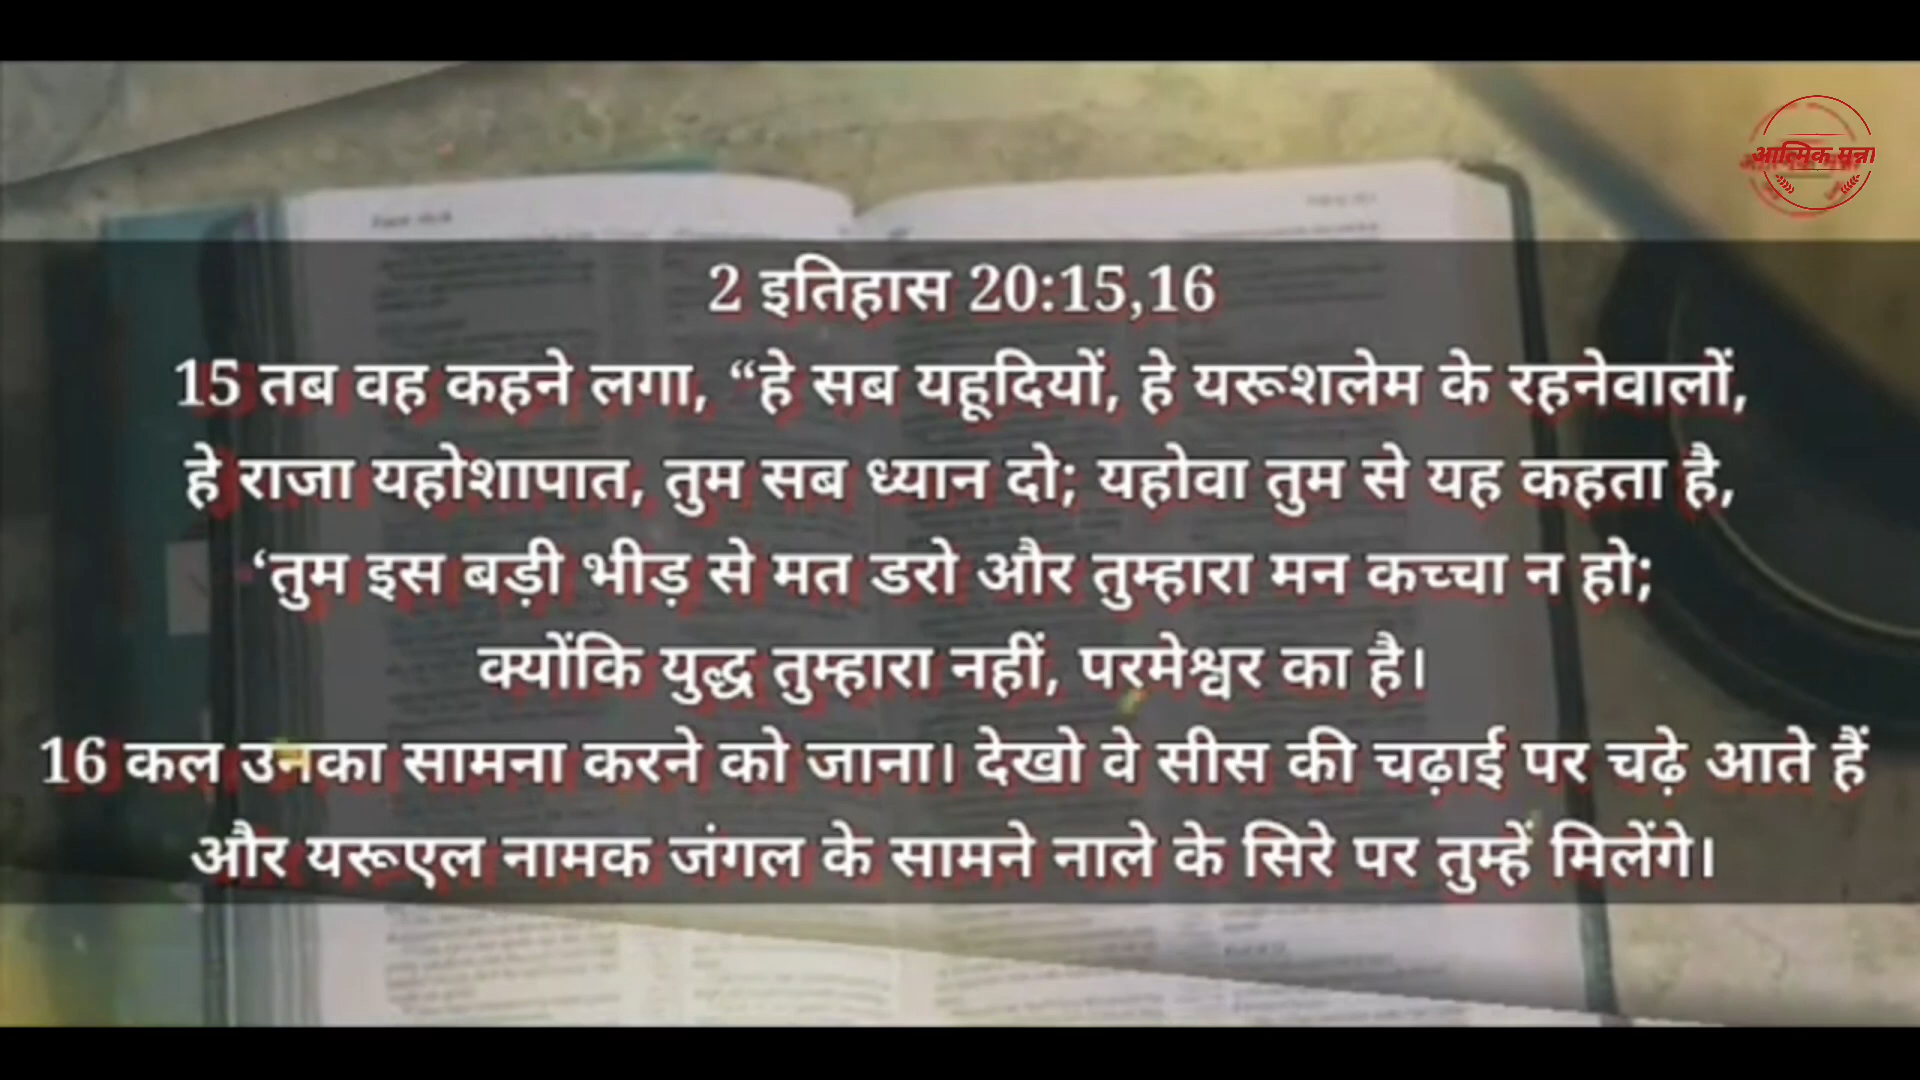 आत्मिक मन्ना
2 इतिहास 20:15,16
15 तब वह कहने लगा, “हे सब यहूदियों, हे यरूशलेम के रहनेवालों,
हे राजा यहोशापात, तुम सब ध्यान दो; यहोवा तुम से यह कहता है,
‘तुम इस बड़ी भीड़ से मत डरो और तुम्हारा मन कच्चा न हो;
क्योंकि युद्ध तुम्हारा नहीं, परमेश्वर का है।
16 कल उनका सामना करने को जाना। देखो वे सीस की चढ़ाई पर चढ़े आते हैं
और यरूएल नामक जंगल के सामने नाले के सिरे पर तुम्हें मिलेंगे।